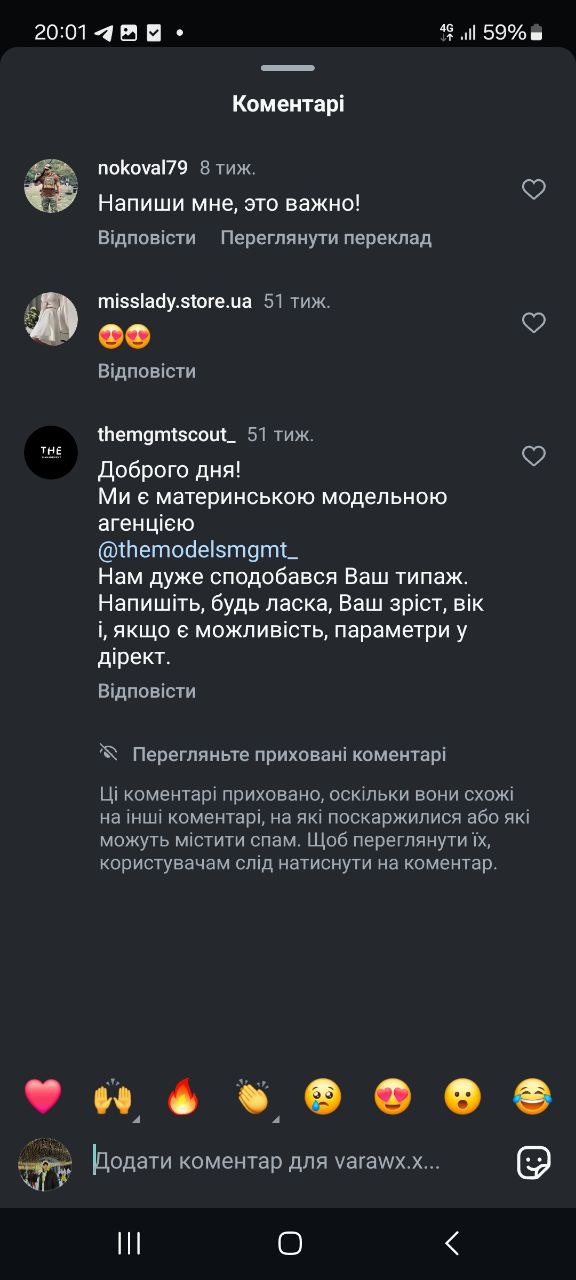 20:01 4G 59%
Коментарі
nokoval79 8 тиж.
Напиши мне, это важно!
Відповісти Переглянути переклад
misslady.store.ua 51 тиж.
😍😍
Відповісти
THE
themgmtscout_ 51 тиж.
Доброго дня!
Ми є материнською модельною
агенцією
@themodelsmgmt_
Нам дуже сподобався Ваш типаж.
Напишіть, будь ласка, Ваш зріст, вік
і, якщо є можливість, параметри у
дірект.
Відповісти
Перегляньте приховані коментарі
Ці коментарі приховано, оскільки вони схожі
на інші коментарі, на які поскаржилися або які
можуть містити спам. Щоб переглянути їх,
користувачам слід натиснути на коментар.
Додати коментар для varawx.x...